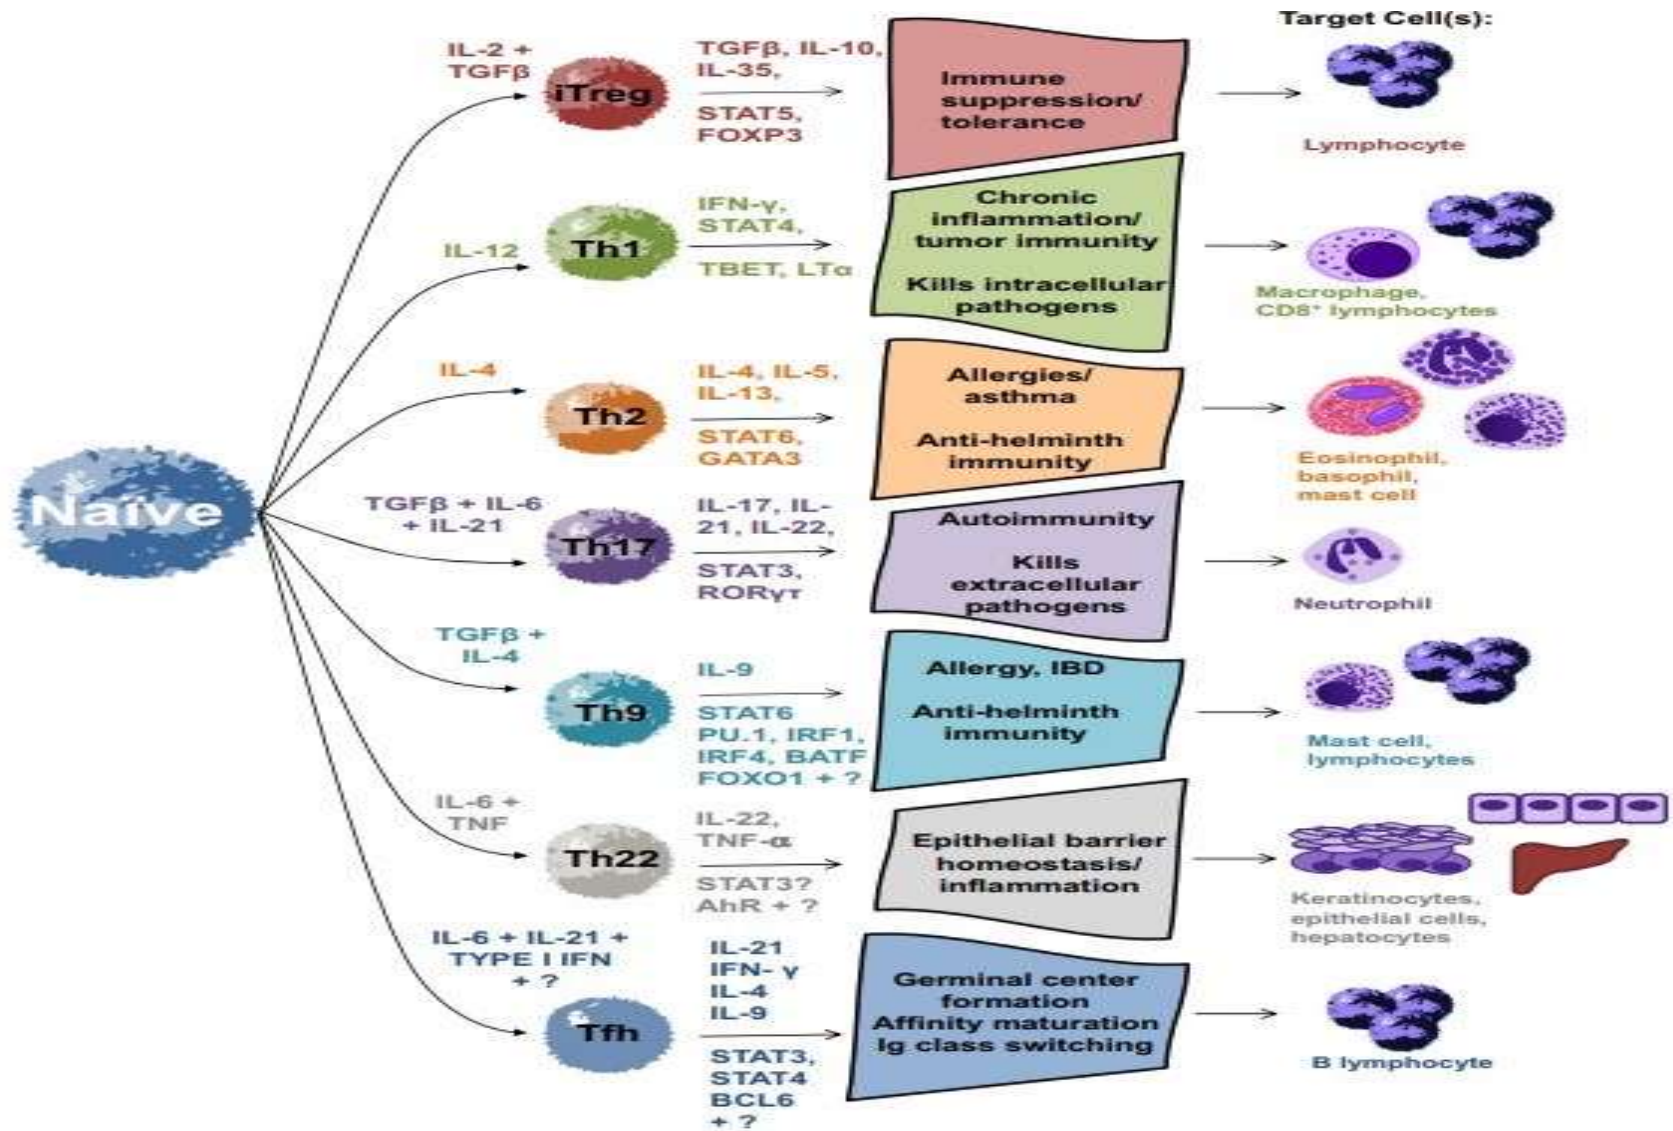 Target Cell(s):
IL-2 +
TGFβ
iTreg
TGFβ, IL-10,
IL-35,
STAT5,
FOXP3
Immune
suppression/
tolerance
Lymphocyte
IL-12
Th1
IFN-γ,
STAT4,
TBET, LTα
Chronic
inflammation/
tumor immunity
Kills intracellular
pathogens
Macrophage,
CD8⁺ lymphocytes
IL-4
Th2
IL-4, IL-5,
IL-13,
STAT6,
GATA3
Allergies/
asthma
Anti-helminth
immunity
Eosinophil,
basophil,
mast cell
Naïve
TGFβ + IL-6
+ IL-21
Th17
IL-17, IL-
21, IL-22,
STAT3,
RORγτ
Autoimmunity
Kills
extracellular
pathogens
Neutrophil
TGFβ +
IL-4
Th9
IL-9
STAT6
PU.1, IRF1,
IRF4, BATF
FOXO1 + ?
Allergy, IBD
Anti-helminth
immunity
Mast cell,
lymphocytes
IL-6 +
TNF
Th22
IL-22,
TNF-α
STAT3?
AhR + ?
Epithelial barrier
homeostasis/
inflammation
Keratinocytes,
epithelial cells,
hepatocytes
IL-6 + IL-21 +
TYPE I IFN
+ ?
Tfh
IL-21
IFN- γ
IL-4
IL-9
STAT3,
STAT4
BCL6
+ ?
Germinal center
formation
Affinity maturation
Ig class switching
B lymphocyte